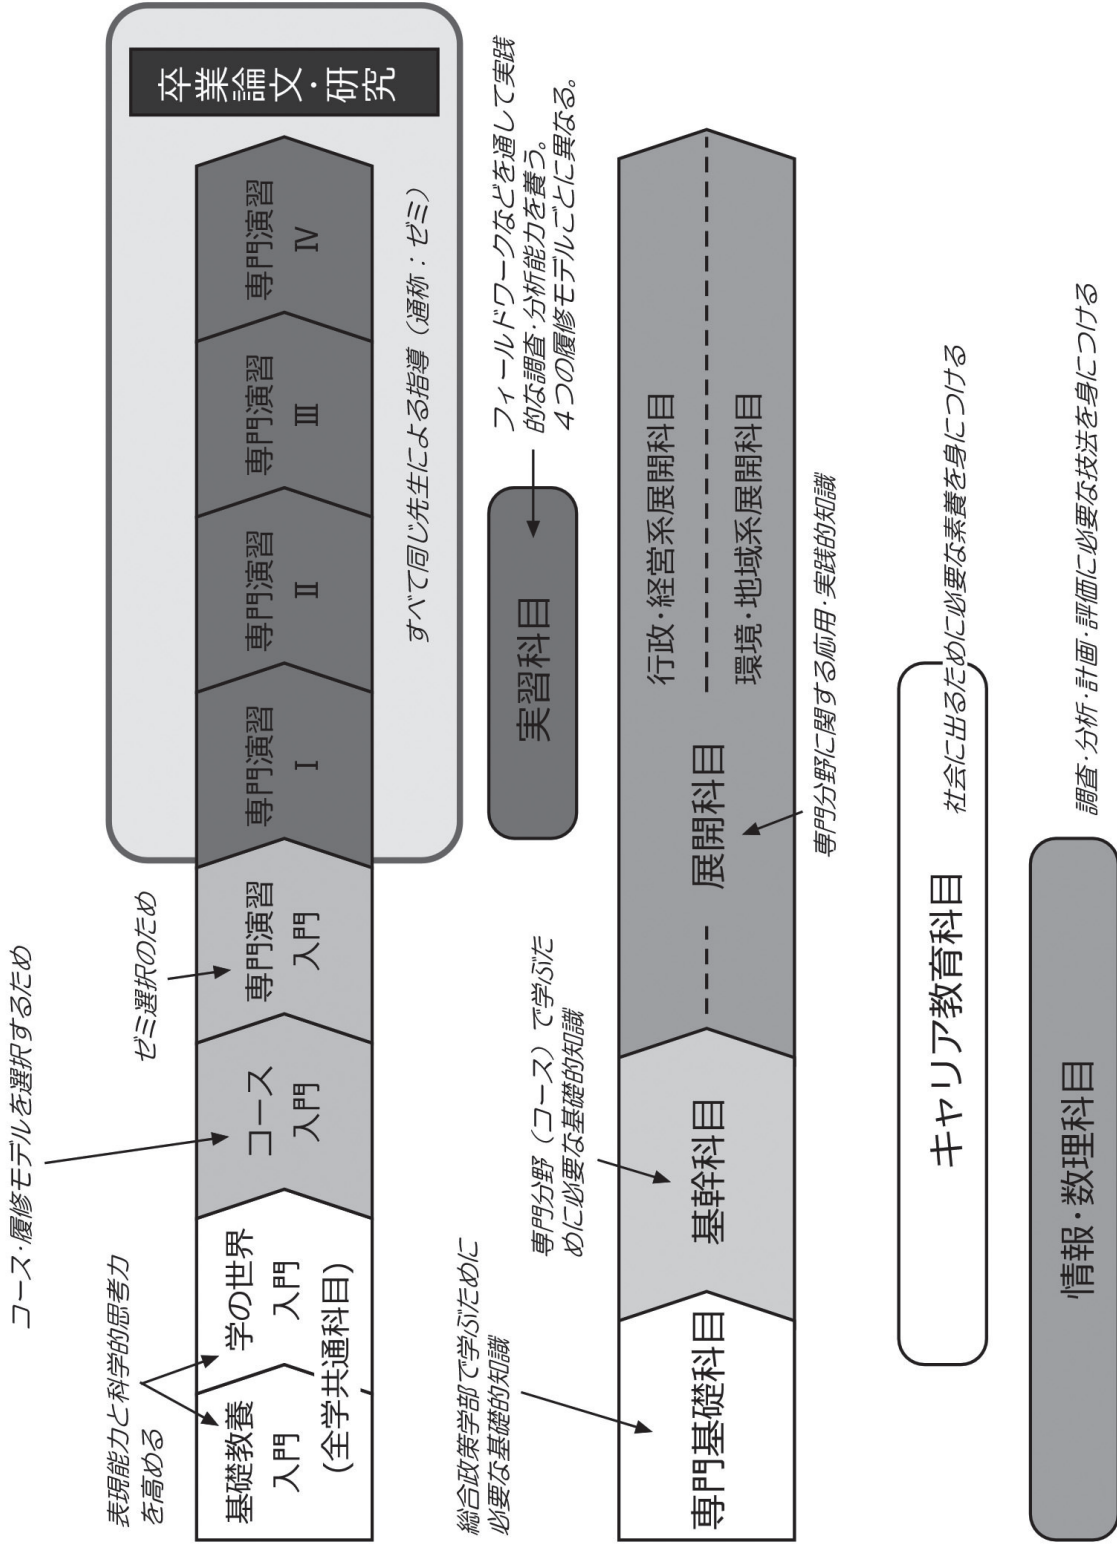 コース・履修モデルを選択するため
表現能力と科学的思考力
を高める
ゼミ選択のため
基礎教養
入門
学の世界
入門
(全学共通科目)
コース
入門
専門演習
入門
専門演習
Ⅰ
専門演習
Ⅱ
専門演習
Ⅲ
専門演習
Ⅳ
卒業論文・研究
すべて同じ先生による指導（通称：ゼミ）
実習科目
フィールドワークなどを通して実践
的な調査・分析能力を養う。
４つの履修モデルごとに異なる。
総合政策学部で学ぶために
必要な基礎的知識
専門分野（コース）で学ぶた
めに必要な基礎的知識
専門基礎科目
基幹科目
展開科目
行政・経営系展開科目
環境・地域系展開科目
専門分野に関する応用・実践的知識
キャリア教育科目
社会に出るために必要な素養を身につける
情報・数理科目
調査・分析・計画・評価に必要な技法を身につける